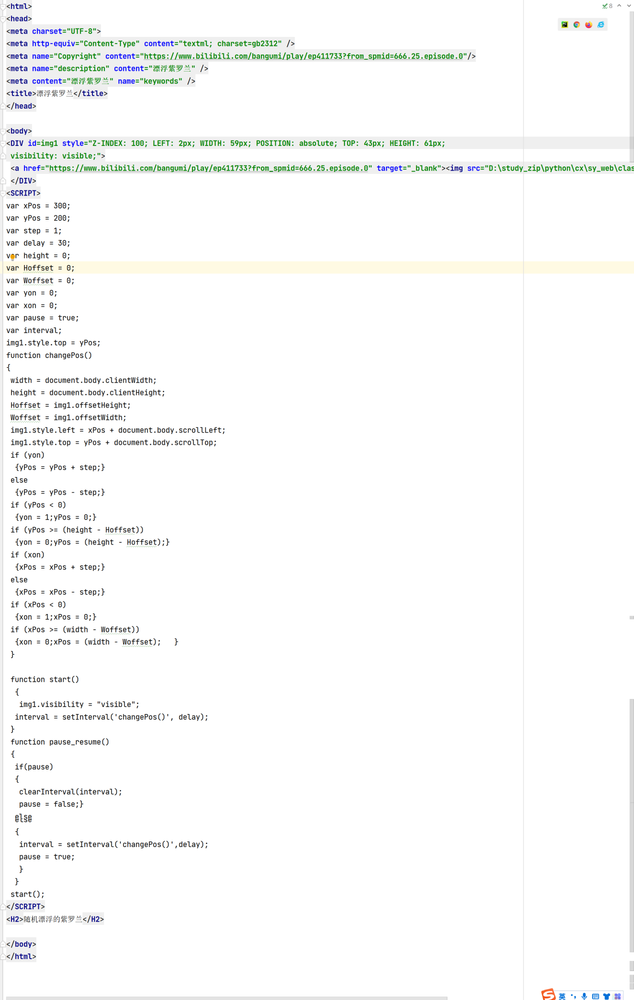 <html>
8
<head>
<meta charset="UTF-8">
<meta http-equiv="Content-Type" content="textml; charset=gb2312" />
<meta name="Copyright" content="https://www.bilibili.com/bangumi/play/ep411733?from_spmid=666.25.episode.0"/>
<meta name="description" content="漂浮紫罗兰" />
<meta content="漂浮紫罗兰" name="keywords" />
<title>漂浮紫罗兰</title>
</head>
<body>
<DIV id=img1 style="Z-INDEX: 100; LEFT: 2px; WIDTH: 59px; POSITION: absolute; TOP: 43px; HEIGHT: 61px;
visibility: visible;">
<a href="https://www.bilibili.com/bangumi/play/ep411733?from_spmid=666.25.episode.0" target="_blank"><img src="D:\study_zip\python\cx\sy_web\clas
</DIV>
<SCRIPT>
var xPos = 300;
var yPos = 200;
var step = 1;
var delay = 30;
var height = 0;
var Hoffset = 0;
var Woffset = 0;
var yon = 0;
var xon = 0;
var pause = true;
var interval;
img1.style.top = yPos;
function changePos()
{
width = document.body.clientWidth;
height = document.body.clientHeight;
Hoffset = img1.offsetHeight;
Woffset = img1.offsetWidth;
img1.style.left = xPos + document.body.scrollLeft;
img1.style.top = yPos + document.body.scrollTop;
if (yon)
{yPos = yPos + step;}
else
{yPos = yPos - step;}
if (yPos < 0)
{yon = 1;yPos = 0;}
if (yPos >= (height - Hoffset))
{yon = 0;yPos = (height - Hoffset);}
if (xon)
{xPos = xPos + step;}
else
{xPos = xPos - step;}
if (xPos < 0)
{xon = 1;xPos = 0;}
if (xPos >= (width - Woffset))
{xon = 0;xPos = (width - Woffset);   }
}
function start()
{
img1.visibility = "visible";
interval = setInterval('changePos()', delay);
}
function pause_resume()
{
if(pause)
{
clearInterval(interval);
pause = false;}
else
{
interval = setInterval('changePos()',delay);
pause = true;
}
}
start();
</SCRIPT>
<H2>随机漂浮的紫罗兰</H2>
</body>
</html>
英